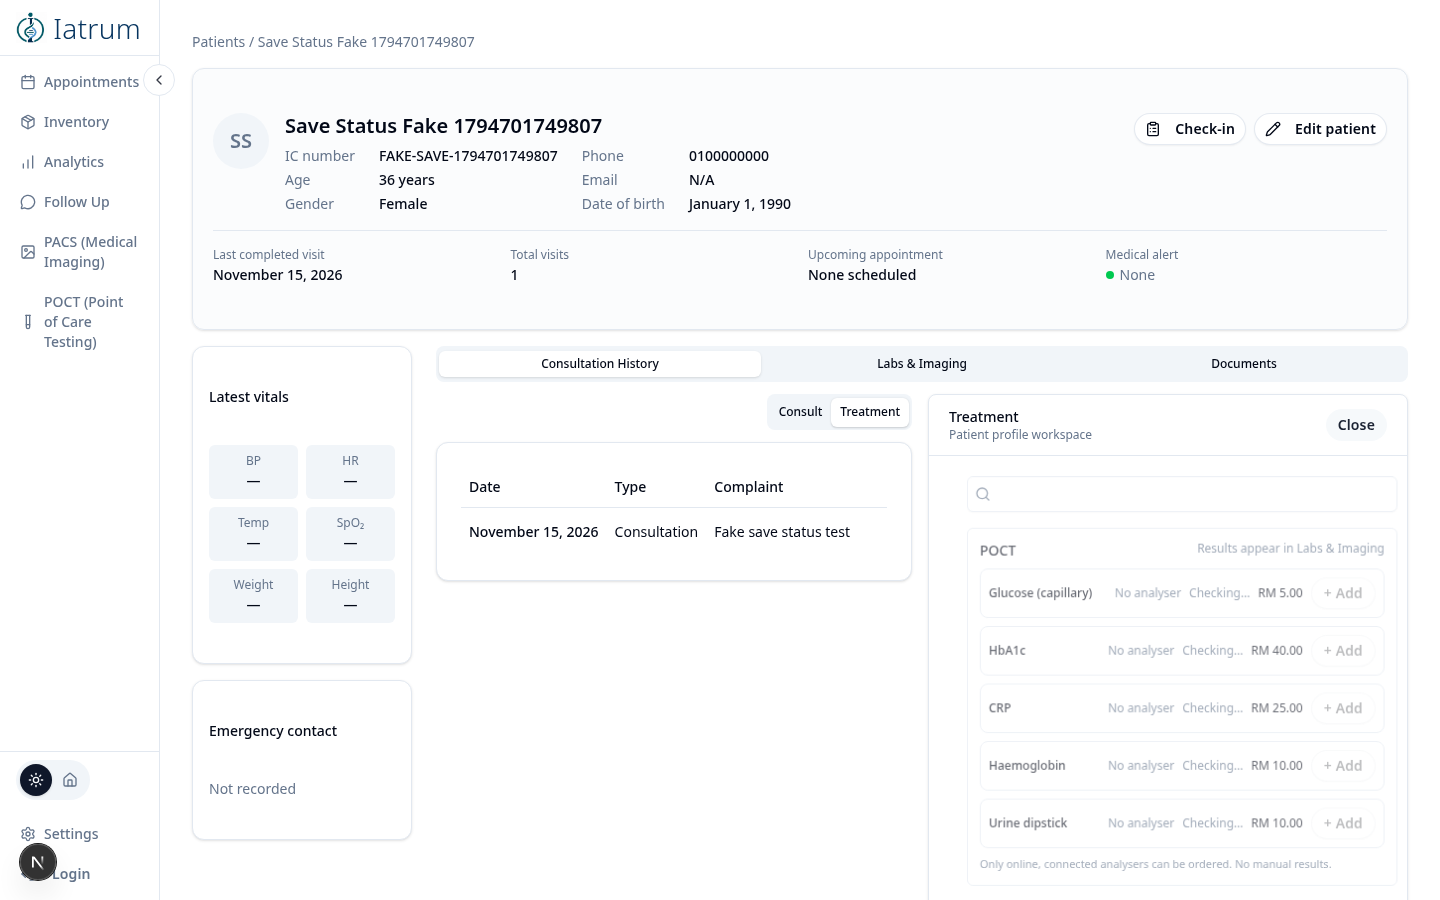 Iatrum
Appointments
Inventory
Analytics
Follow Up
PACS (Medical
Imaging)
POCT (Point
of Care
Testing)
Settings
N
Login
Patients / Save Status Fake 1794701749807
SS
Save Status Fake 1794701749807
Check-in
Edit patient
IC number FAKE-SAVE-1794701749807 Phone 0100000000
Age 36 years Email N/A
Gender Female Date of birth January 1, 1990
Last completed visit Total visits Upcoming appointment Medical alert
November 15, 2026 1 None scheduled None
Latest vitals
BP HR
— —
Temp SpO₂
— —
Weight Height
— —
Emergency contact
Not recorded
Consultation History Labs & Imaging Documents
Consult Treatment
Date Type Complaint
November 15, 2026 Consultation Fake save status test
Treatment
Patient profile workspace
Close
POCT Results appear in Labs & Imaging
Glucose (capillary) No analyser Checking... RM 5.00 + Add
HbA1c No analyser Checking... RM 40.00 + Add
CRP No analyser Checking... RM 25.00 + Add
Haemoglobin No analyser Checking... RM 10.00 + Add
Urine dipstick No analyser Checking... RM 10.00 + Add
Only online, connected analysers can be ordered. No manual results.